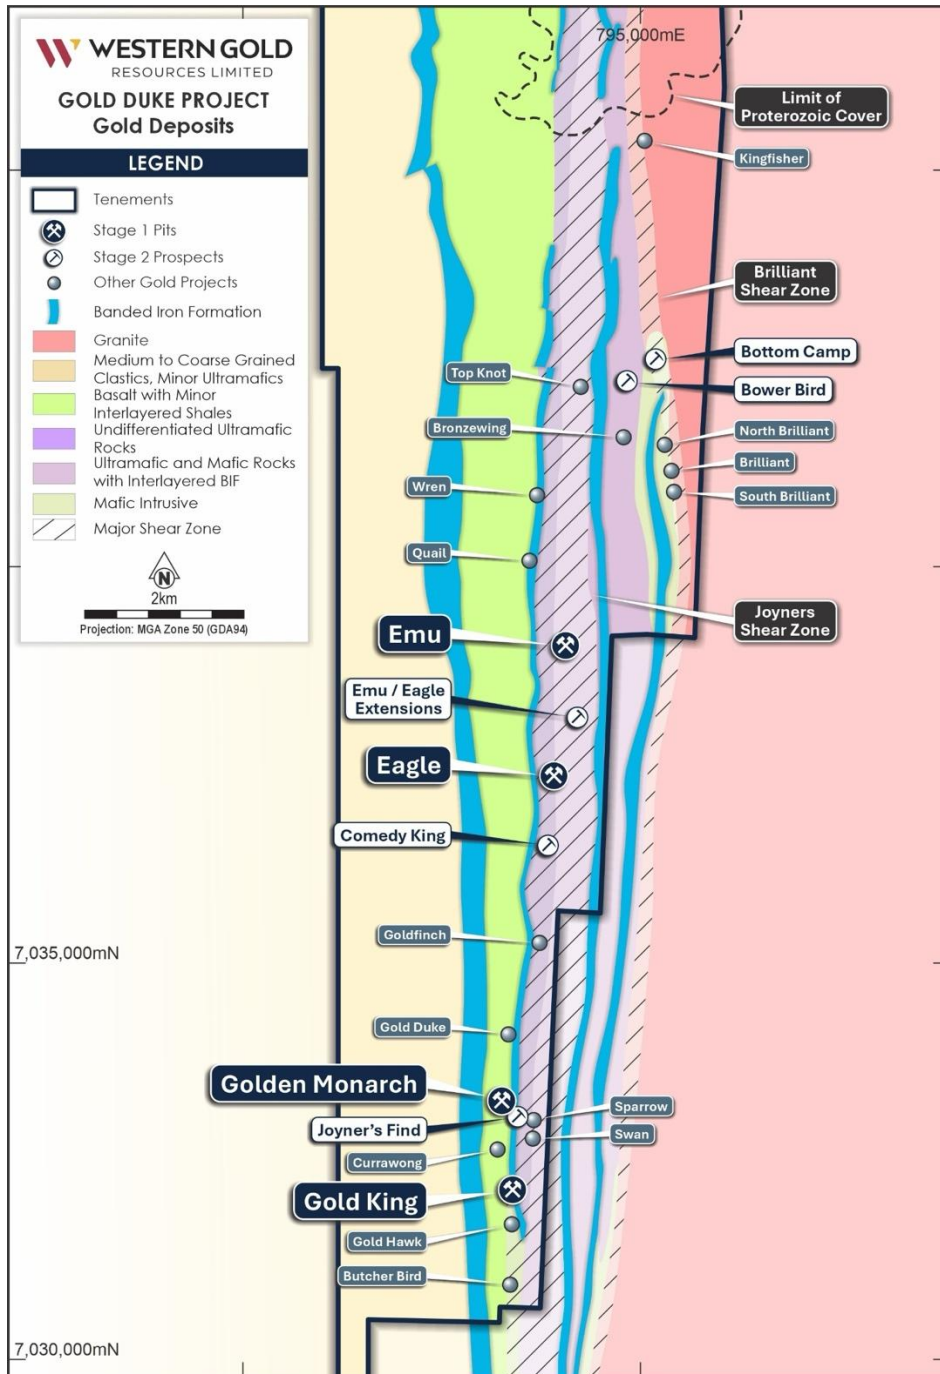 WESTERN GOLD
RESOURCES LIMITED
GOLD DUKE PROJECT
Gold Deposits
LEGEND
Tenements
Stage 1 Pits
Stage 2 Prospects
Other Gold Projects
Banded Iron Formation
Granite
Medium to Coarse Grained
Clastics, Minor Ultramafics
Basalt with Minor
Interlayered Shales
Undifferentiated Ultramafic
Rocks
Ultramafic and Mafic Rocks
with Interlayered BIF
Mafic Intrusive
Major Shear Zone
N
2km
Projection: MGA Zone 50 (GDA94)
795,000mE
Limit of
Proterozoic Cover
Kingfisher
Brilliant
Shear Zone
Bottom Camp
Top Knot
Bower Bird
Bronzewing
North Brilliant
Brilliant
Wren
South Brilliant
Quail
Joyners
Shear Zone
Emu
Emu / Eagle
Extensions
Eagle
Comedy King
Goldfinch
7,035,000mN
Gold Duke
Golden Monarch
Sparrow
Joyner's Find
Swan
Currawong
Gold King
Gold Hawk
Butcher Bird
7,030,000mN